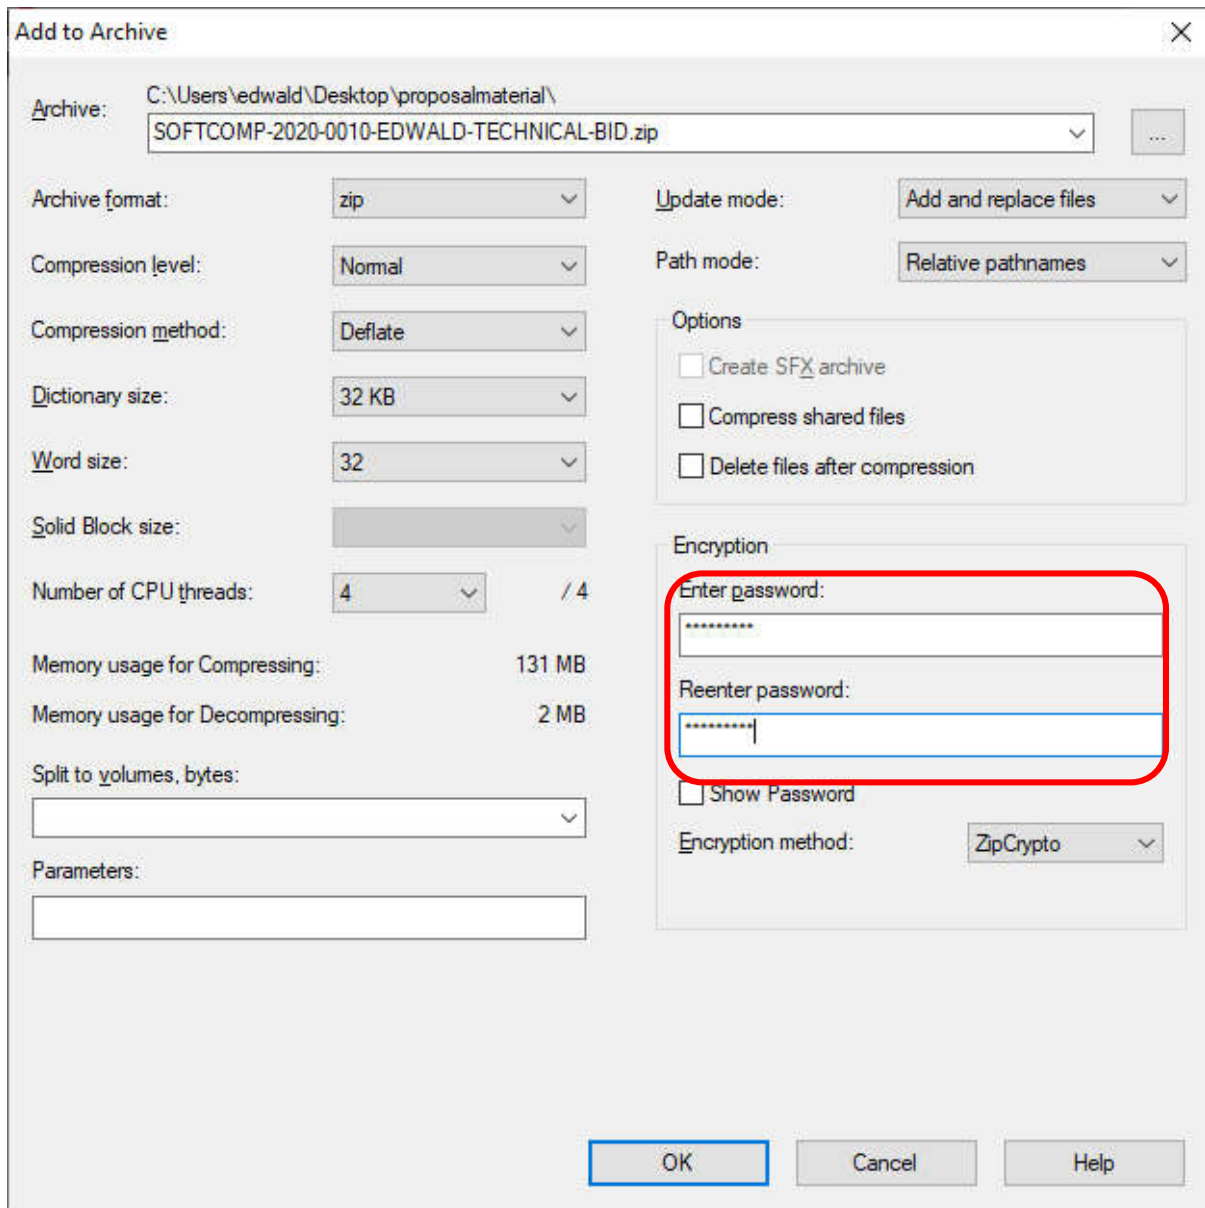 Add to Archive
Archive:
C:\Users\edwald\Desktop\proposalmaterial\
SOFTCOMP-2020-0010-EDWALD-TECHNICAL-BID.zip
...
Archive format: zip
Compression level: Normal
Compression method: Deflate
Dictionary size: 32 KB
Word size: 32
Solid Block size:
Number of CPU threads: 4 / 4
Memory usage for Compressing: 131 MB
Memory usage for Decompressing: 2 MB
Split to volumes, bytes:
Parameters:
Update mode: Add and replace files
Path mode: Relative pathnames
Options
Create SFX archive
Compress shared files
Delete files after compression
Encryption
Enter password:
*********
Reenter password:
*********
Show Password
Encryption method: ZipCrypto
OK Cancel Help